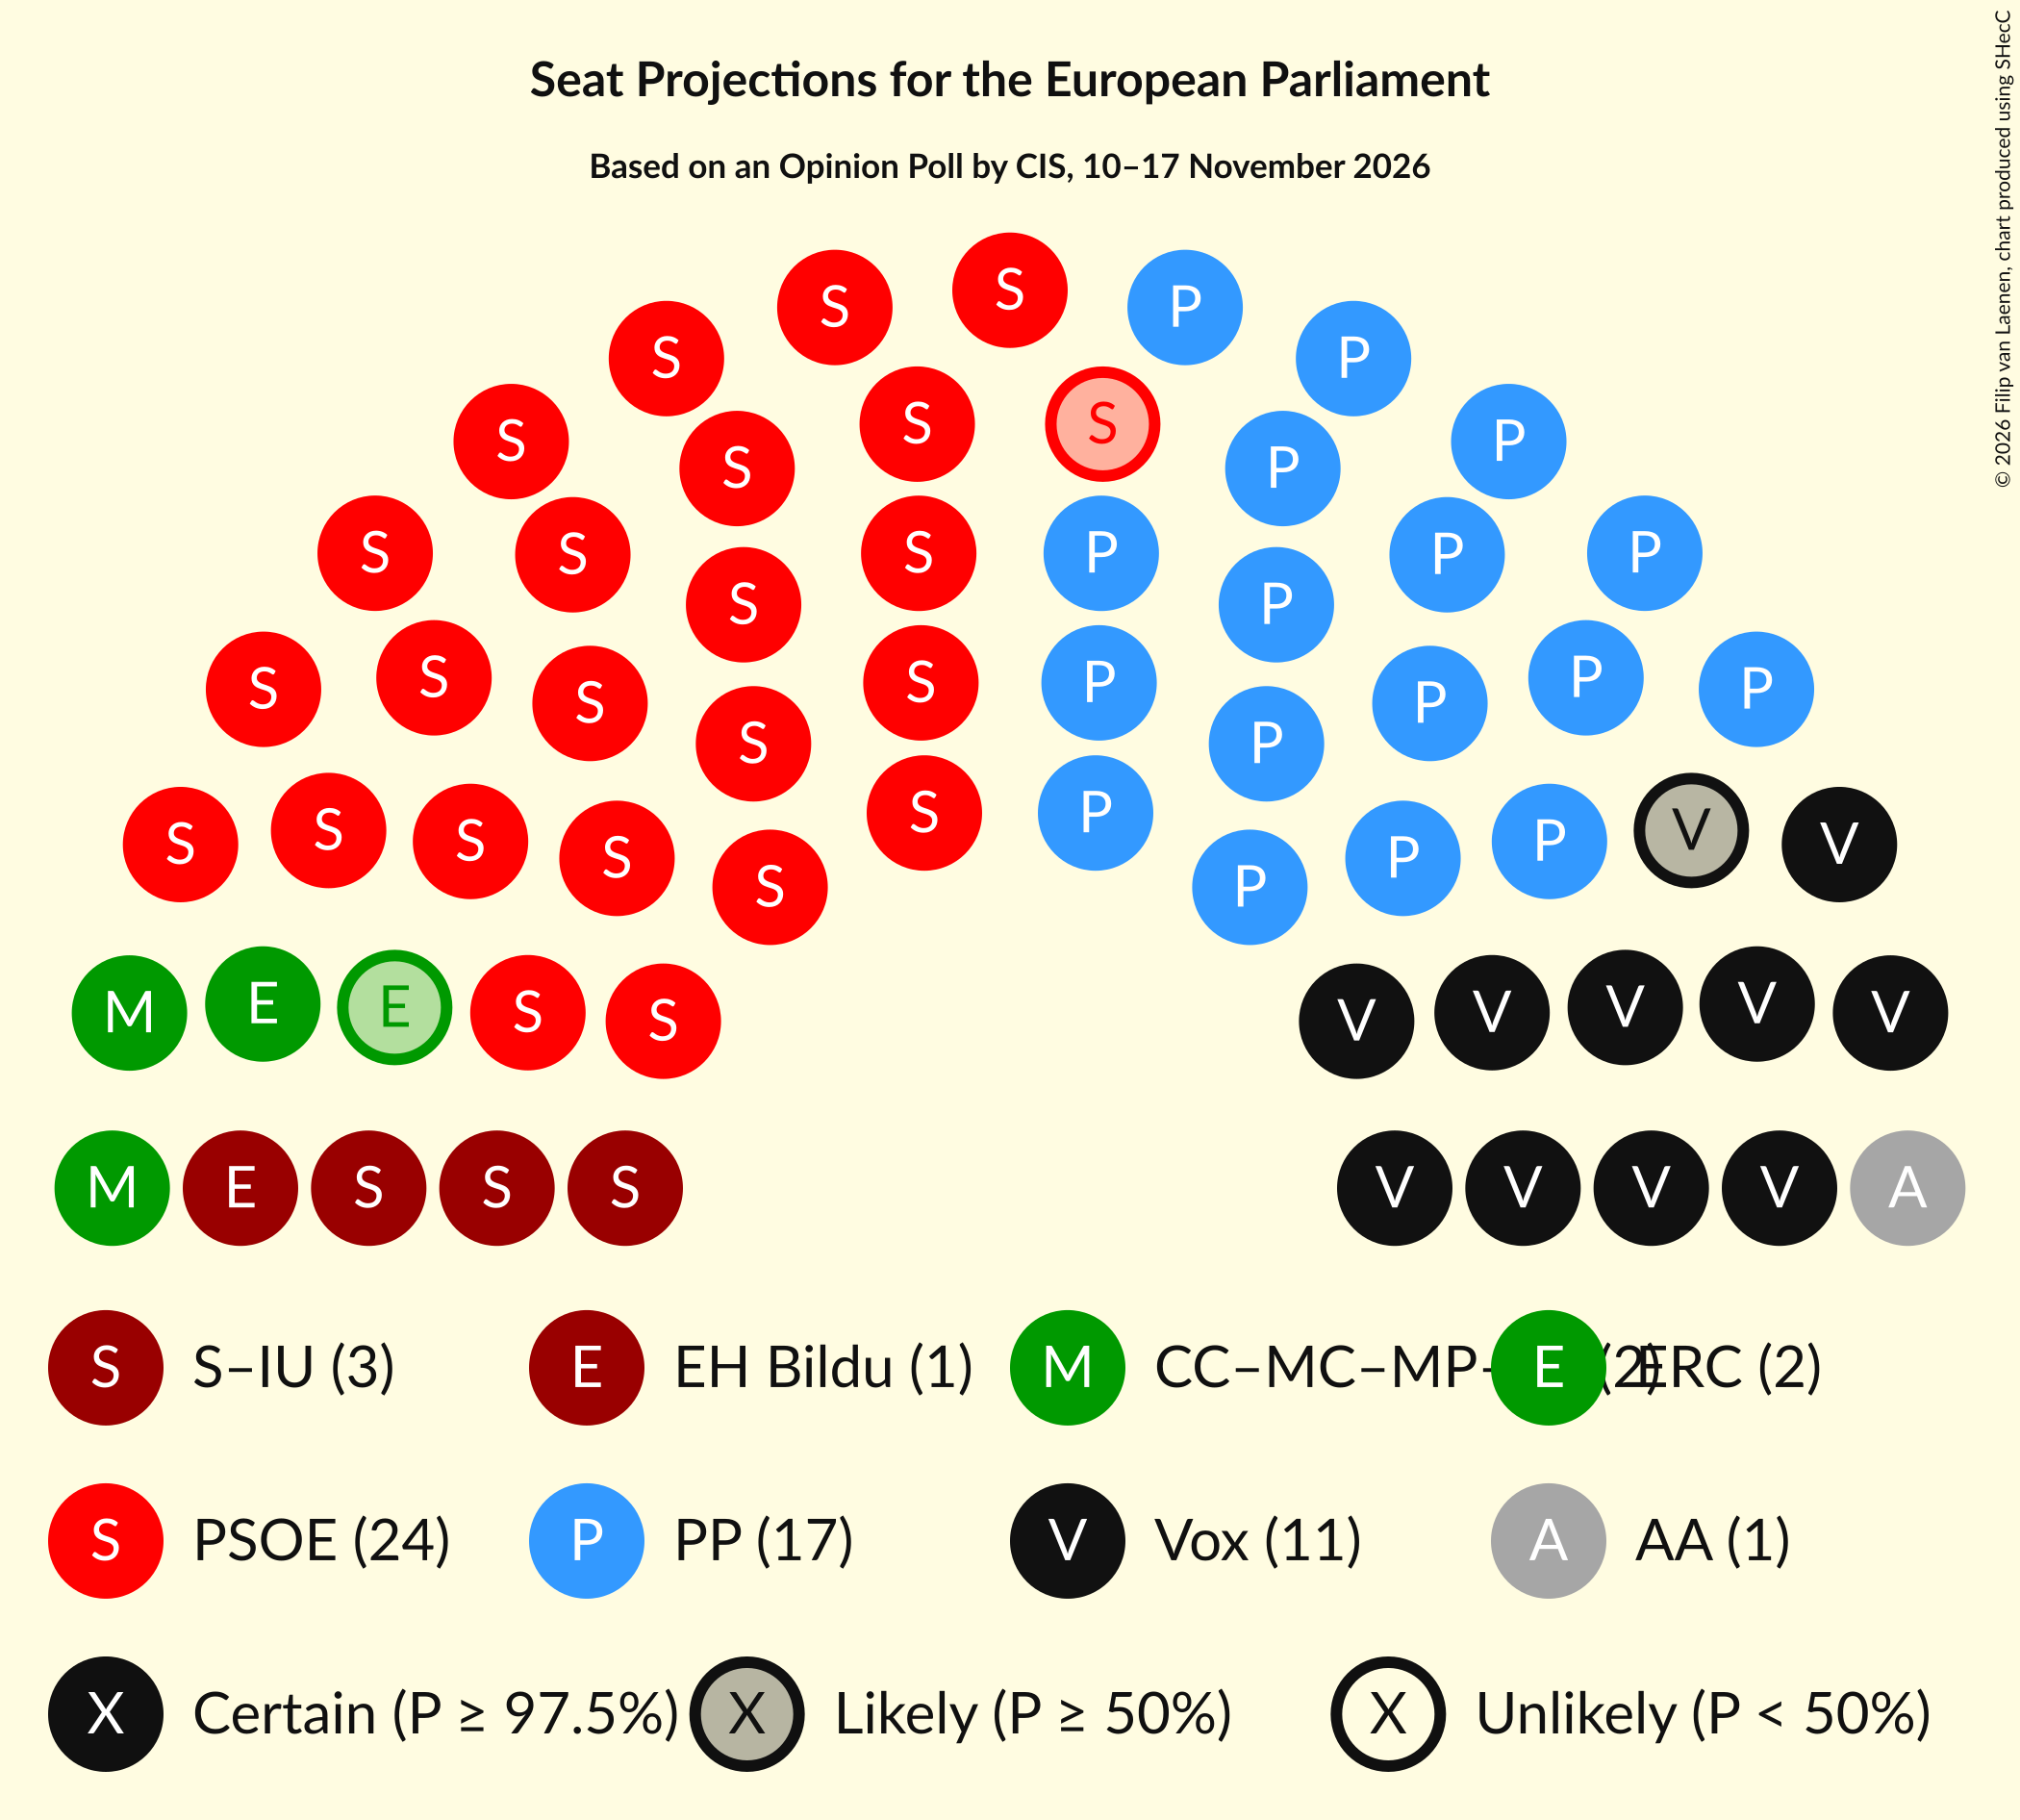 Seat Projections for the European Parliament
Based on an Opinion Poll by CIS, 10–17 November 2026
© 2026 Filip van Laenen, chart produced using SHecC
S
S P
S P
S S
S P
S P
S S S P P P
S P
S S S S P P P P
S P
S S S S S P P P V V
S P
M E E S S V V V V V
M E S S S V V V V A
S S–IU (3) E EH Bildu (1) M CC–MC–MP– (2) E ERC (2)
S PSOE (24) P PP (17) V Vox (11) A AA (1)
X Certain (P ≥ 97.5%) X Likely (P ≥ 50%) X Unlikely (P < 50%)